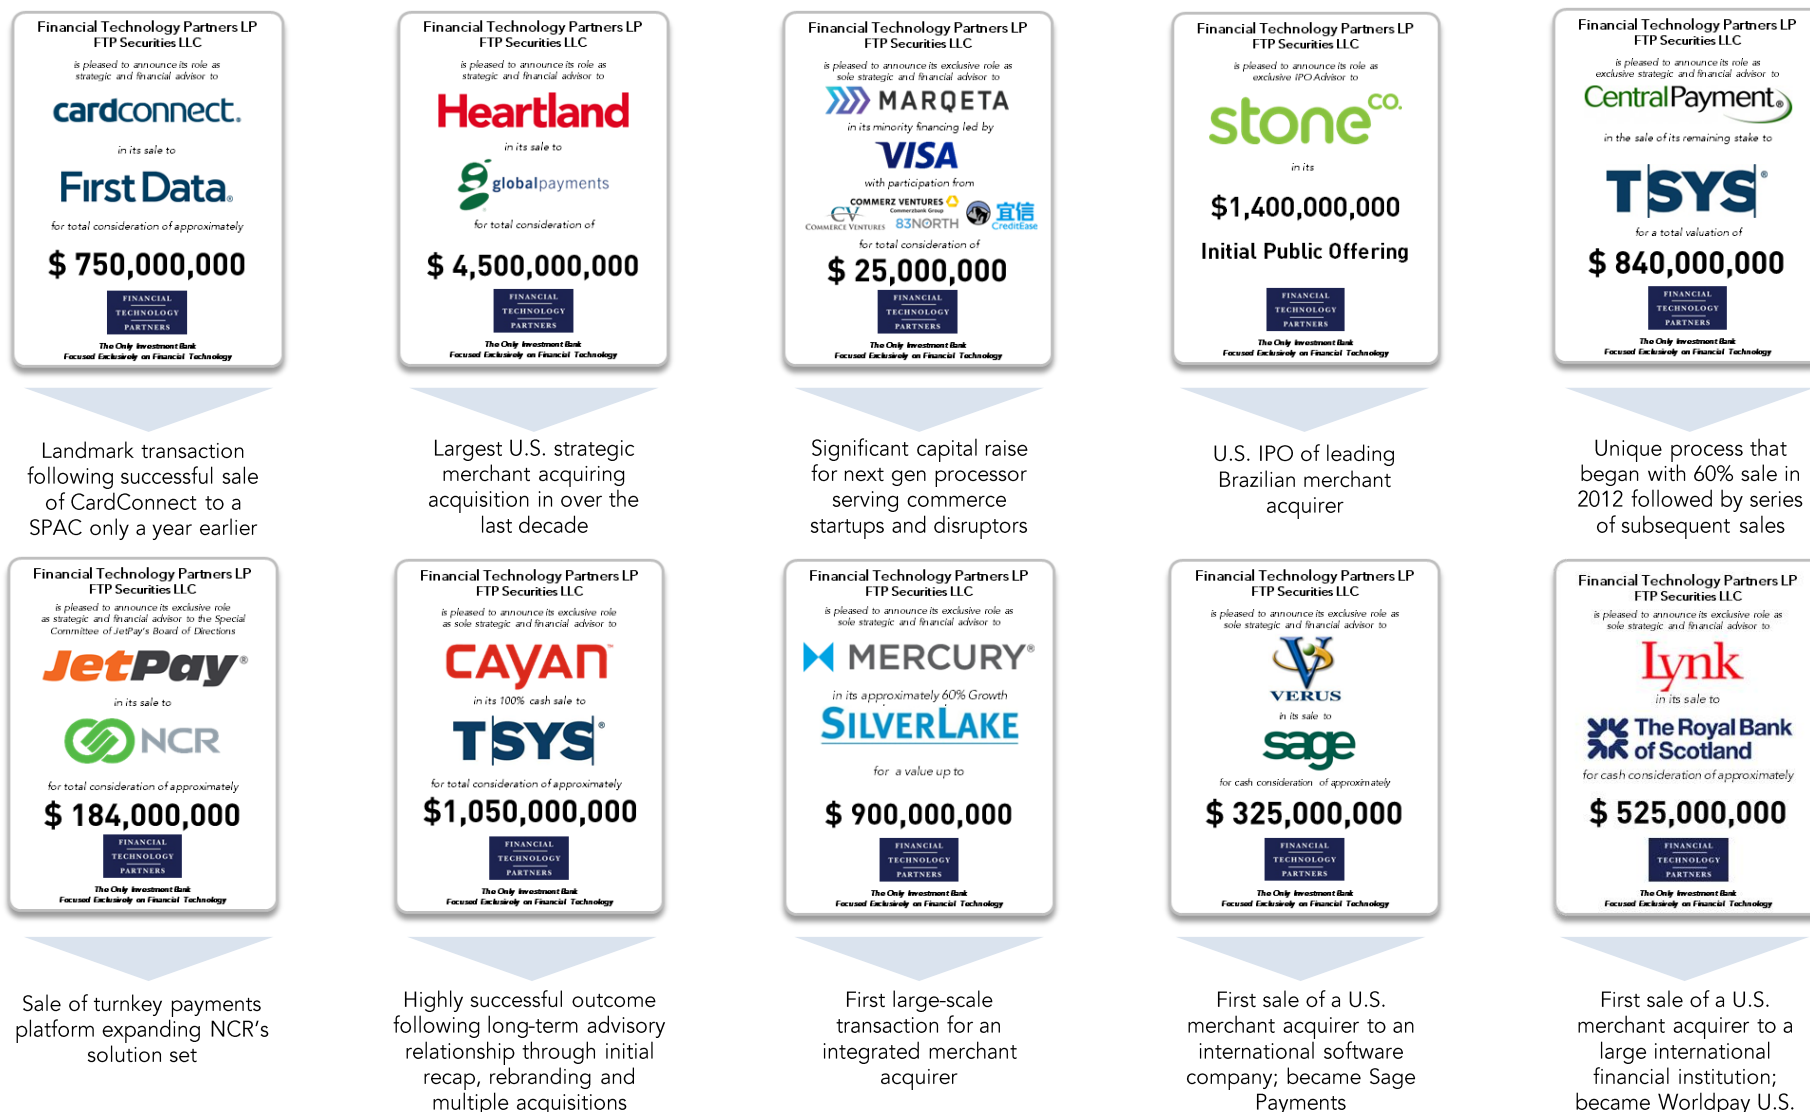 Financial Technology Partners LP
FTP Securities LLC
is pleased to announce its role as
strategic and financial advisor to
cardconnect.
in its sale to
First Data.
for total consideration of approximately
$ 750,000,000
FINANCIAL
TECHNOLOGY
PARTNERS
The Only Investment Bank
Focused Exclusively on Financial Technology
Landmark transaction
following successful sale
of CardConnect to a
SPAC only a year earlier
Financial Technology Partners LP
FTP Securities LLC
is pleased to announce its role as
strategic and financial advisor to
Heartland
in its sale to
globalpayments
for total consideration of
$ 4,500,000,000
FINANCIAL
TECHNOLOGY
PARTNERS
The Only Investment Bank
Focused Exclusively on Financial Technology
Largest U.S. strategic
merchant acquiring
acquisition in over the
last decade
Financial Technology Partners LP
FTP Securities LLC
is pleased to announce its exclusive role as
sole strategic and financial advisor to
MARQETA
in its minority financing led by
VISA
with participation from
COMMERZ VENTURES
Commerzbank Group
CV
COMMERCE VENTURES
83NORTH
宜信
CreditEase
for total consideration of
$ 25,000,000
FINANCIAL
TECHNOLOGY
PARTNERS
The Only Investment Bank
Focused Exclusively on Financial Technology
Significant capital raise
for next gen processor
serving commerce
startups and disruptors
Financial Technology Partners LP
FTP Securities LLC
is pleased to announce its role as
exclusive IPO Advisor to
stone co.
in its
$1,400,000,000
Initial Public Offering
FINANCIAL
TECHNOLOGY
PARTNERS
The Only Investment Bank
Focused Exclusively on Financial Technology
U.S. IPO of leading
Brazilian merchant
acquirer
Financial Technology Partners LP
FTP Securities LLC
is pleased to announce its role as
exclusive strategic and financial advisor to
CentralPayment®
in the sale of its remaining stake to
TSYS®
for a total valuation of
$ 840,000,000
FINANCIAL
TECHNOLOGY
PARTNERS
The Only Investment Bank
Focused Exclusively on Financial Technology
Unique process that
began with 60% sale in
2012 followed by series
of subsequent sales
Financial Technology Partners LP
FTP Securities LLC
is pleased to announce its exclusive role
as strategic and financial advisor to the Special
Committee of JetPay's Board of Directions
JetPay®
in its sale to
NCR
for total consideration of approximately
$ 184,000,000
FINANCIAL
TECHNOLOGY
PARTNERS
The Only Investment Bank
Focused Exclusively on Financial Technology
Sale of turnkey payments
platform expanding NCR's
solution set
Financial Technology Partners LP
FTP Securities LLC
is pleased to announce its exclusive role
as sole strategic and financial advisor to
CAYAN™
in its 100% cash sale to
TSYS®
for total consideration of approximately
$1,050,000,000
FINANCIAL
TECHNOLOGY
PARTNERS
The Only Investment Bank
Focused Exclusively on Financial Technology
Highly successful outcome
following long-term advisory
relationship through initial
recap, rebranding and
multiple acquisitions
Financial Technology Partners LP
FTP Securities LLC
is pleased to announce its exclusive role as
sole strategic and financial advisor to
MERCURY®
in its approximately 60% Growth
SILVERLAKE
for a value up to
$ 900,000,000
FINANCIAL
TECHNOLOGY
PARTNERS
The Only Investment Bank
Focused Exclusively on Financial Technology
First large-scale
transaction for an
integrated merchant
acquirer
Financial Technology Partners LP
FTP Securities LLC
is pleased to announce its exclusive role as
sole strategic and financial advisor to
V
VERUS
in its sale to
sage
for cash consideration of approximately
$ 325,000,000
FINANCIAL
TECHNOLOGY
PARTNERS
The Only Investment Bank
Focused Exclusively on Financial Technology
First sale of a U.S.
merchant acquirer to an
international software
company; became Sage
Payments
Financial Technology Partners LP
FTP Securities LLC
is pleased to announce its exclusive role as
sole strategic and financial advisor to
Lynk
in its sale to
The Royal Bank
of Scotland
for cash consideration of approximately
$ 525,000,000
FINANCIAL
TECHNOLOGY
PARTNERS
The Only Investment Bank
Focused Exclusively on Financial Technology
First sale of a U.S.
merchant acquirer to a
large international
financial institution;
became Worldpay U.S.